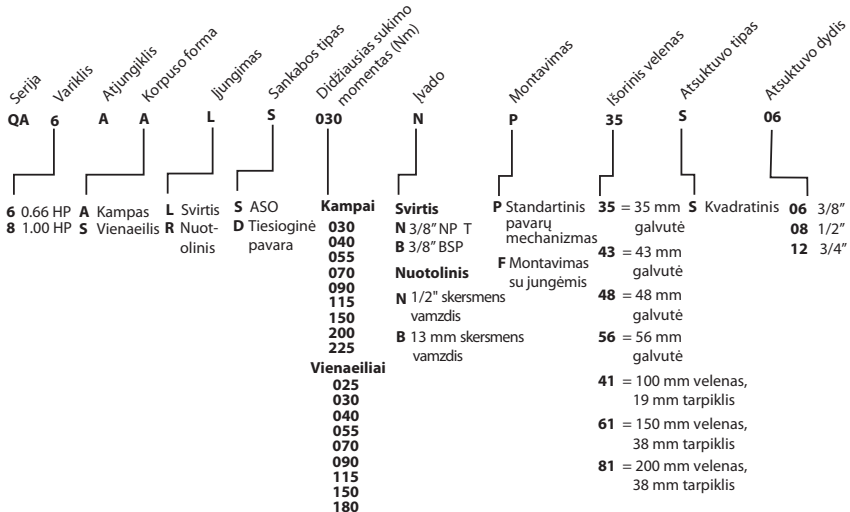 Serija
Variklis
Atjungiklis
Korpuso forma
Įjungimas
Sankabos tipas
Didžiausias sukimo
momentas (Nm)
Įvado
Montavimas
Išorinis velenas
Atsuktuvo tipas
Atsuktuvo dydis
QA 6 A A L S 030 N P 35 S 06
6 0.66 HP
8 1.00 HP
A Kampas
S Vienaeilis
L Svirtis
R Nuot-
olinis
S ASO
D Tiesioginė
pavara
Kampai
030
040
055
070
090
115
150
200
225
Vienaeiliai
025
030
040
055
070
090
115
150
180
Svirtis
N 3/8” NP T
B 3/8” BSP
Nuotolinis
N 1/2" skersmens
vamzdis
B 13 mm skersmens
vamzdis
P Standartinis
pavarų
mechanizmas
F Montavimas
su jungėmis
35 = 35 mm
galvutė
43 = 43 mm
galvutė
48 = 48 mm
galvutė
56 = 56 mm
galvutė
41 = 100 mm velenas,
19 mm tarpiklis
61 = 150 mm velenas,
38 mm tarpiklis
81 = 200 mm velenas,
38 mm tarpiklis
S Kvadratinis
06 3/8”
08 1/2”
12 3/4”